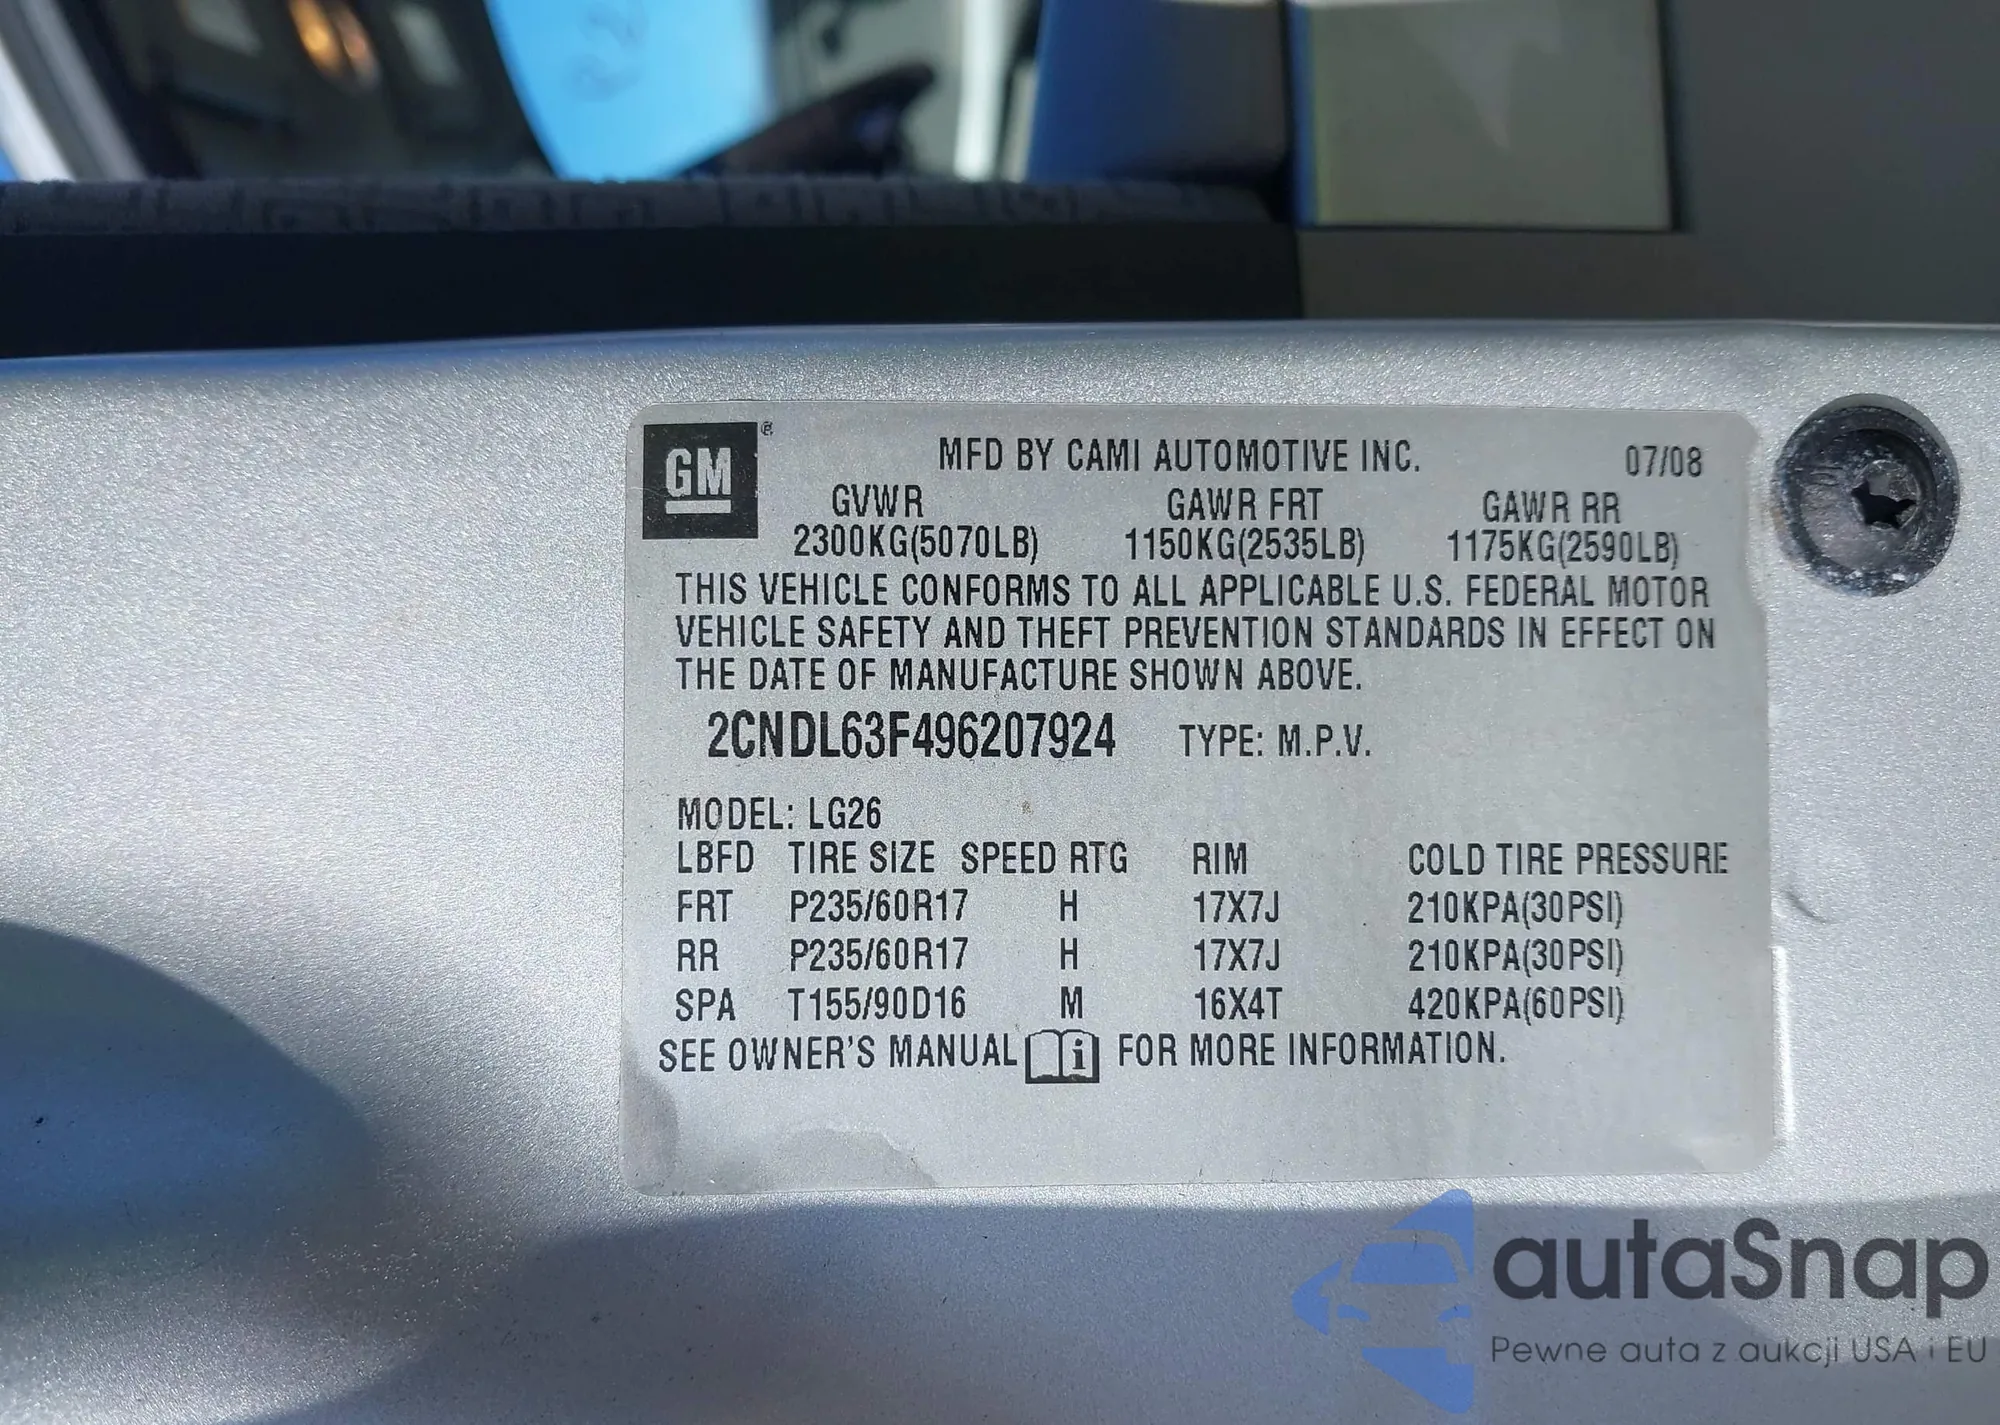 GM®
MFD BY CAMI AUTOMOTIVE INC. 07/08
GVWR GAWR FRT GAWR RR
2300KG(5070LB) 1150KG(2535LB) 1175KG(2590LB)
THIS VEHICLE CONFORMS TO ALL APPLICABLE U.S. FEDERAL MOTOR
VEHICLE SAFETY AND THEFT PREVENTION STANDARDS IN EFFECT ON
THE DATE OF MANUFACTURE SHOWN ABOVE.
2CNDL63F496207924 TYPE: M.P.V.
MODEL: LG26
LBFD TIRE SIZE SPEED RTG RIM COLD TIRE PRESSURE
FRT P235/60R17 H 17X7J 210KPA(30PSI)
RR P235/60R17 H 17X7J 210KPA(30PSI)
SPA T155/90D16 M 16X4T 420KPA(60PSI)
SEE OWNER'S MANUAL i FOR MORE INFORMATION.
autaSnap
Pewne auta z aukcji USA i EU